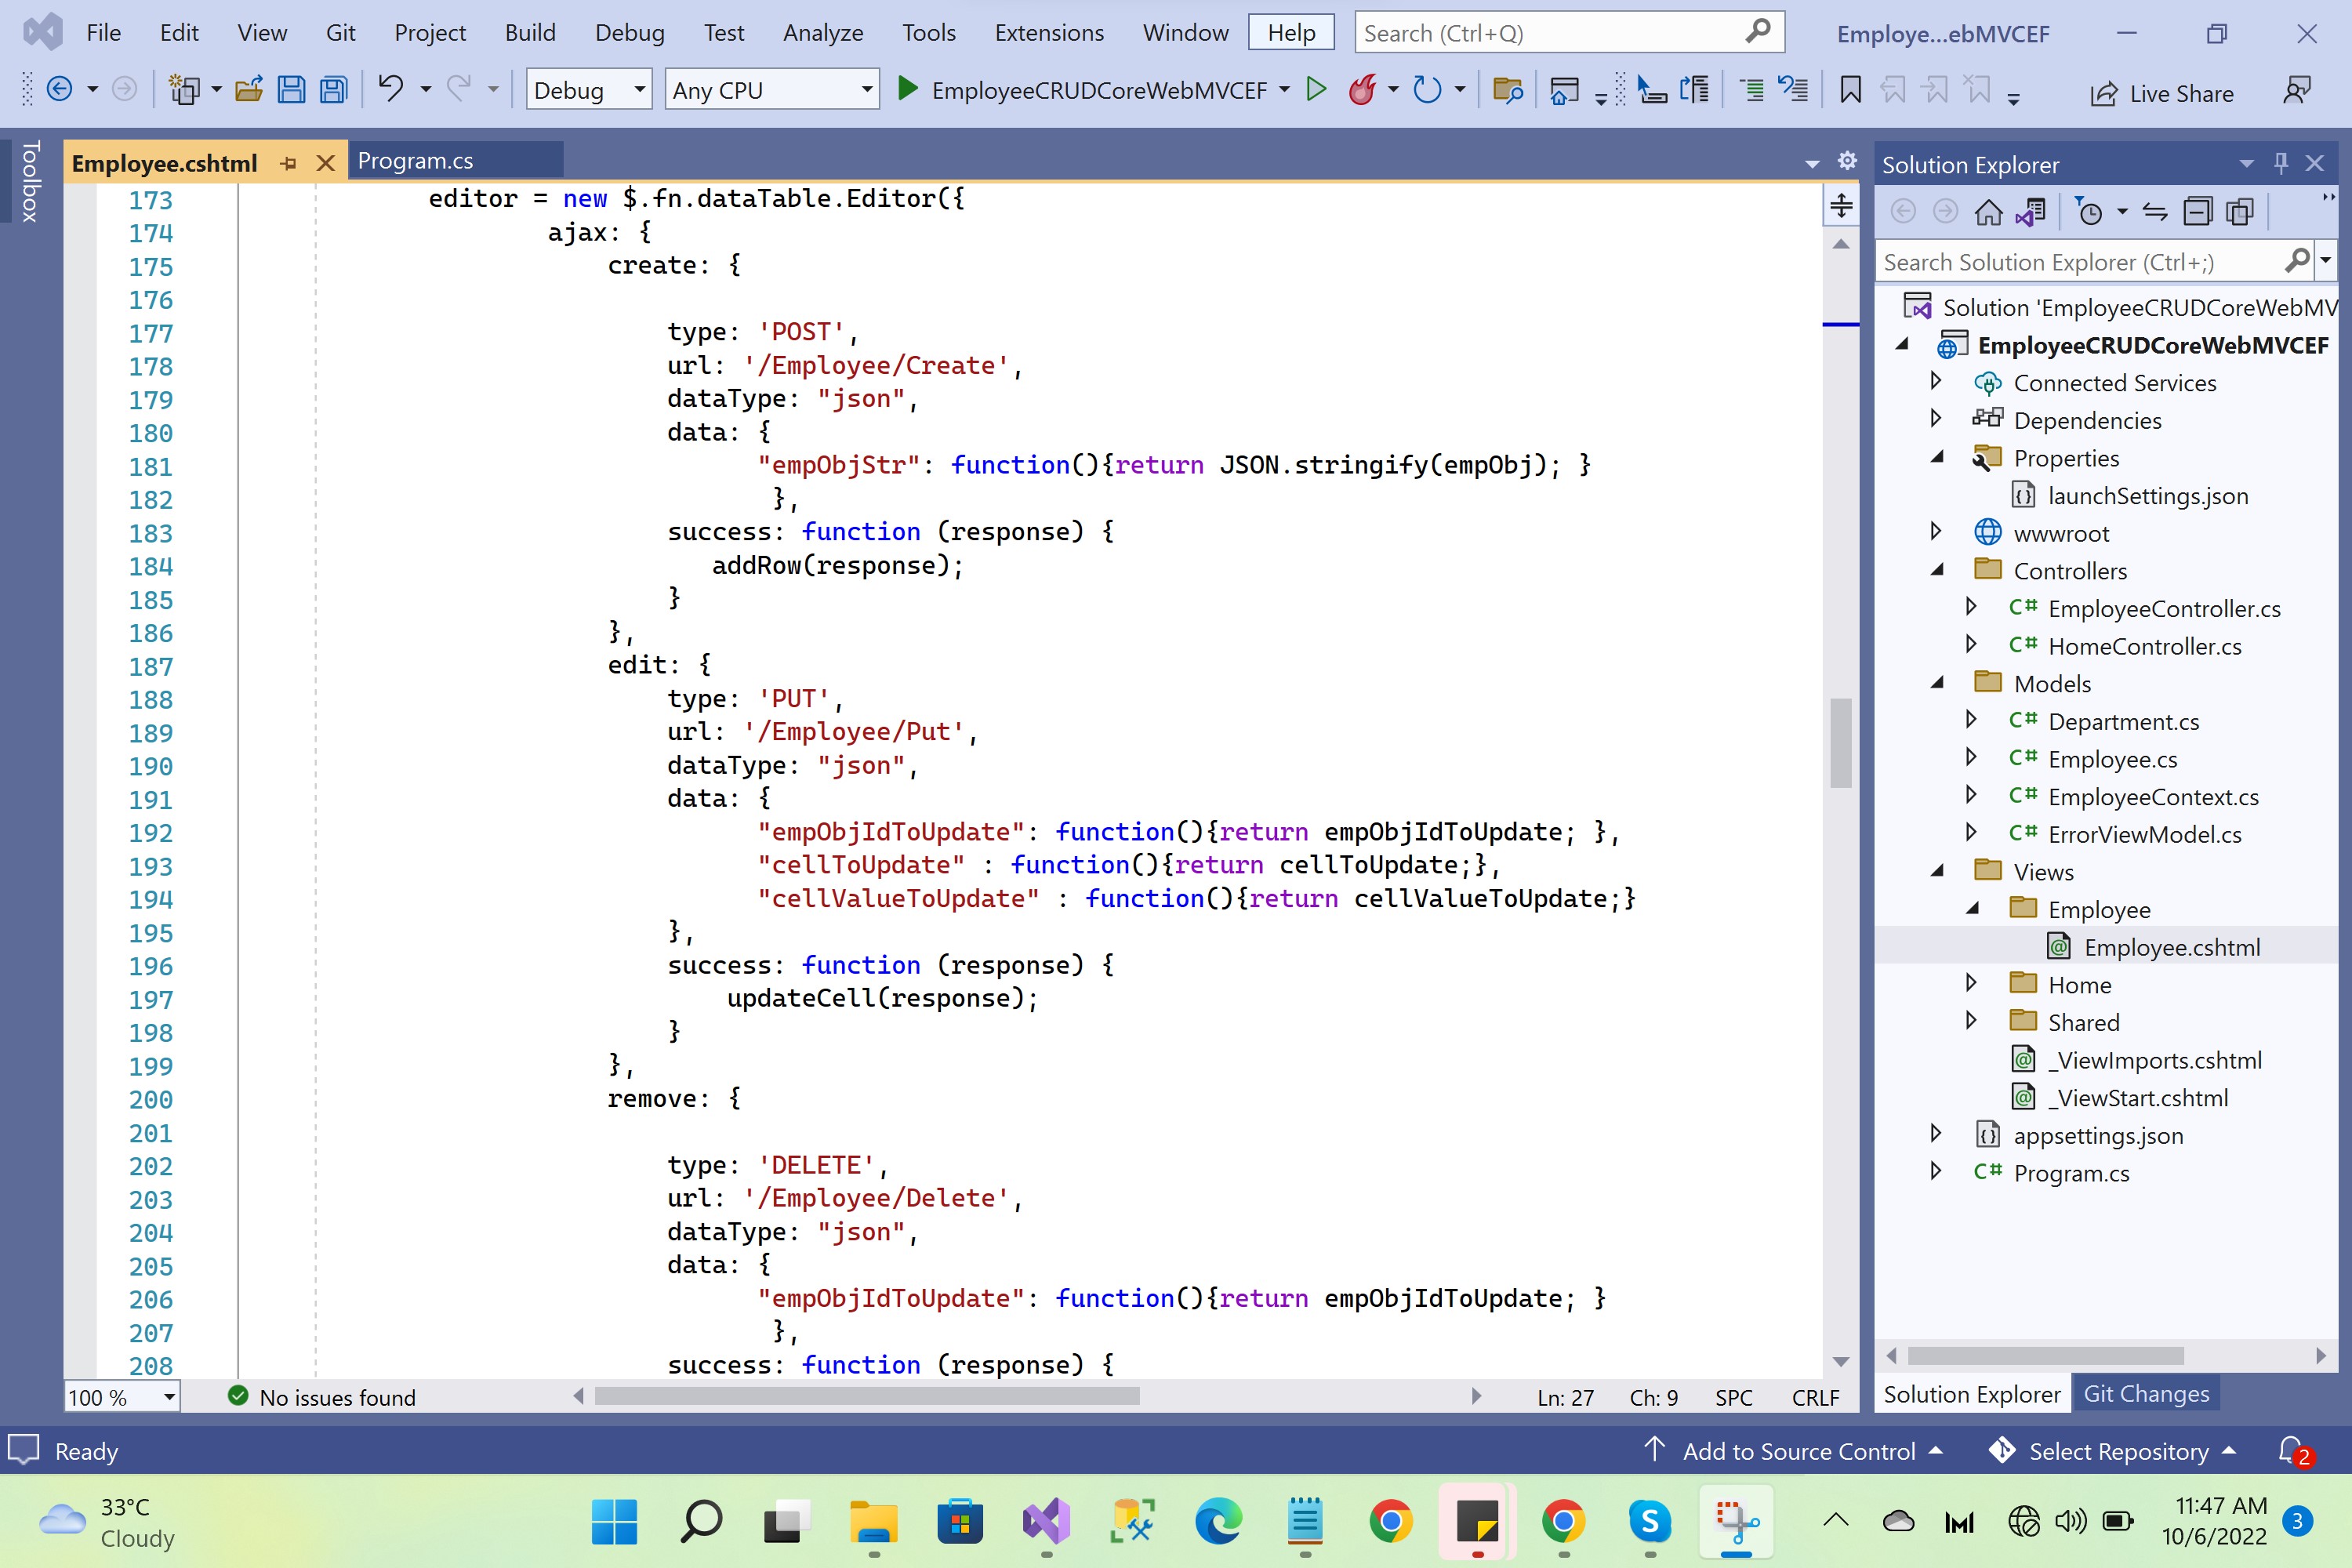 File Edit View Git Project Build Debug Test Analyze Tools Extensions Window Help Search (Ctrl+Q) Employe...ebMVCEF
Debug Any CPU EmployeeCRUDCoreWebMVCEF Live Share
Toolbox
Employee.cshtml Program.cs
173 editor = new $.fn.dataTable.Editor({
174 ajax: {
175 create: {
176
177 type: 'POST',
178 url: '/Employee/Create',
179 dataType: "json",
180 data: {
181 "empObjStr": function(){return JSON.stringify(empObj); }
182 },
183 success: function (response) {
184 addRow(response);
185 }
186 },
187 edit: {
188 type: 'PUT',
189 url: '/Employee/Put',
190 dataType: "json",
191 data: {
192 "empObjIdToUpdate": function(){return empObjIdToUpdate; },
193 "cellToUpdate" : function(){return cellToUpdate;},
194 "cellValueToUpdate" : function(){return cellValueToUpdate;}
195 },
196 success: function (response) {
197 updateCell(response);
198 }
199 },
200 remove: {
201
202 type: 'DELETE',
203 url: '/Employee/Delete',
204 dataType: "json",
205 data: {
206 "empObjIdToUpdate": function(){return empObjIdToUpdate; }
207 },
208 success: function (response) {
100 % No issues found Ln: 27 Ch: 9 SPC CRLF
Solution Explorer
Search Solution Explorer (Ctrl+;)
Solution 'EmployeeCRUDCoreWebMV
EmployeeCRUDCoreWebMVCEF
Connected Services
Dependencies
Properties
launchSettings.json
wwwroot
Controllers
C# EmployeeController.cs
C# HomeController.cs
Models
C# Department.cs
C# Employee.cs
C# EmployeeContext.cs
C# ErrorViewModel.cs
Views
Employee
Employee.cshtml
Home
Shared
_ViewImports.cshtml
_ViewStart.cshtml
appsettings.json
C# Program.cs
Solution Explorer Git Changes
Ready Add to Source Control Select Repository 2
33°C
Cloudy
11:47 AM
10/6/2022
3